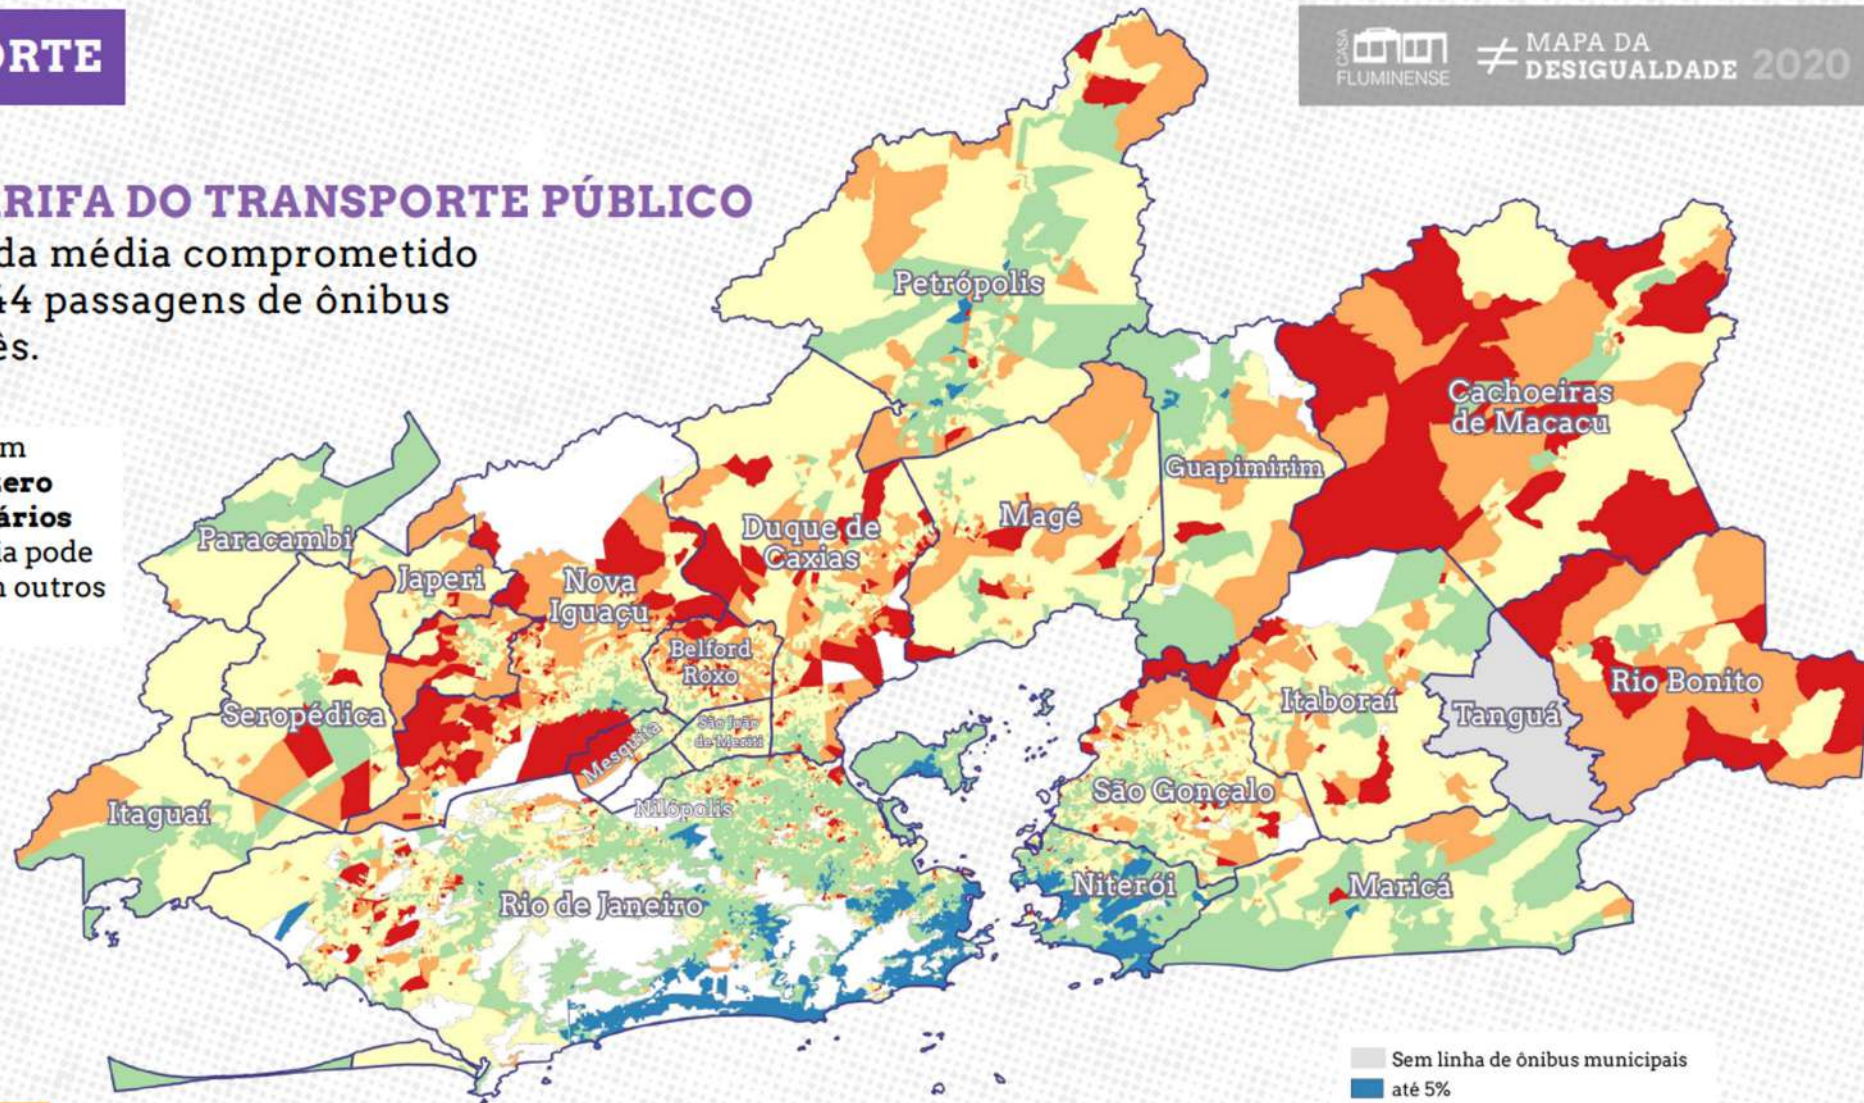 ORTE
CASA
FLUMINENSE
≠ MAPA DA
DESIGUALDADE 2020
RIFA DO TRANSPORTE PÚBLICO
da média comprometido
44 passagens de ônibus
ês.
m
ero
ários
ia pode
m outros
Petrópolis
Cachoeiras
de Macacu
Guapimirim
Magé
Duque de
Caxias
Paracambi
Japeri
Nova
Iguaçu
Belford
Roxo
Seropédica
São João
de Meriti
Mesquita
Itaboraí
Tanguá
Rio Bonito
Itaguaí
Nilópolis
São Gonçalo
Rio de Janeiro
Niterói
Maricá
Sem linha de ônibus municipais
até 5%